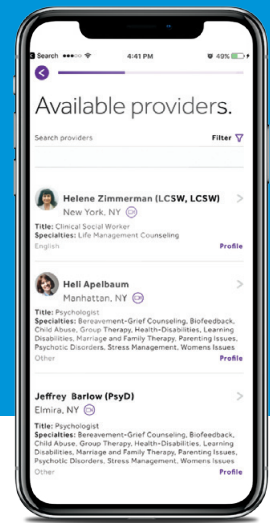 Search
4:41 PM
49%
Available providers.
Search providers
Filter
Helene Zimmerman (LCSW, LCSW)
New York, NY
Title: Clinical Social Worker
Specialties: Life Management Counseling
English
Profile
Heli Apelbaum
Manhattan, NY
Title: Psychologist
Specialties: Bereavement-Grief Counseling, Biofeedback,
Child Abuse, Group Therapy, Health-Disabilities, Learning
Disabilities, Marriage and Family Therapy, Parenting Issues,
Psychotic Disorders, Stress Management, Womens Issues
Other
Profile
Jeffrey Barlow (PsyD)
Elmira, NY
Title: Psychologist
Specialties: Bereavement-Grief Counseling, Biofeedback,
Child Abuse, Group Therapy, Health-Disabilities, Learning
Disabilities, Marriage and Family Therapy, Parenting Issues,
Psychotic Disorders, Stress Management, Womens Issues
Other
Profile